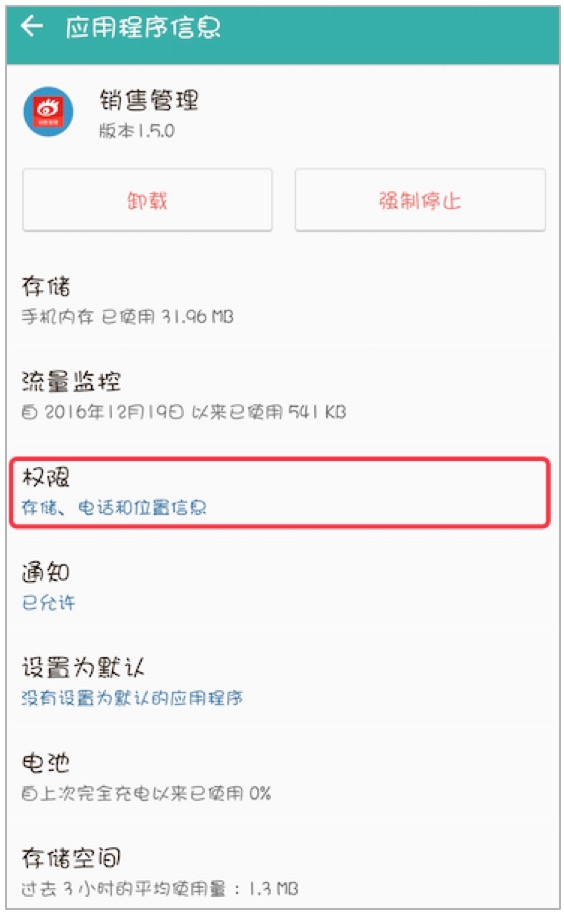 应用程序信息
销售管理
版本1.5.0
卸载
强制停止
存储
手机内存 已使用 31.96 MB
流量监控
自 2016年12月19日 以来已使用 541 KB
权限
存储、电话和位置信息
通知
已允许
设置为默认
没有设置为默认的应用程序
电池
自上次完全充电以来已使用 0%
存储空间
过去 3 小时的平均使用量：1.3 MB